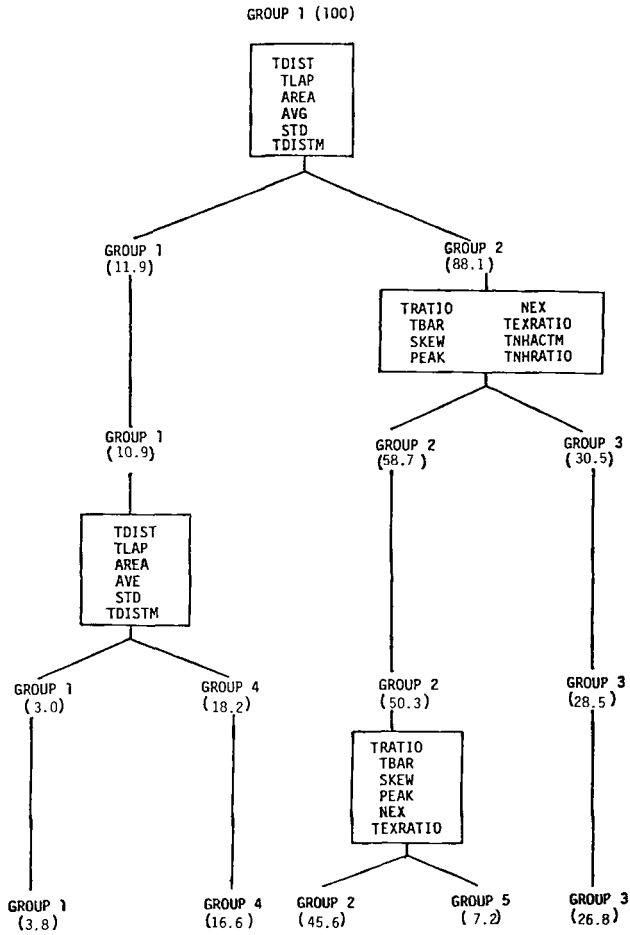 GROUP 1 (100)
TDIST
TLAP
AREA
AVG
STD
TDISTM
GROUP 1
(11.9)
GROUP 2
(88.1)
TRATIO NEX
TBAR TEXRATIO
SKEW TNHACTM
PEAK TNHRATIO
GROUP 1
(10.9)
GROUP 2
(58.7)
GROUP 3
(30.5)
TDIST
TLAP
AREA
AVE
STD
TDISTM
GROUP 1
(3.0)
GROUP 4
(18.2)
GROUP 2
(50.3)
GROUP 3
(28.5)
TRATIO
TBAR
SKEW
PEAK
NEX
TEXRATIO
GROUP 1
(3.8)
GROUP 4
(16.6)
GROUP 2
(45.6)
GROUP 5
(7.2)
GROUP 3
(26.8)